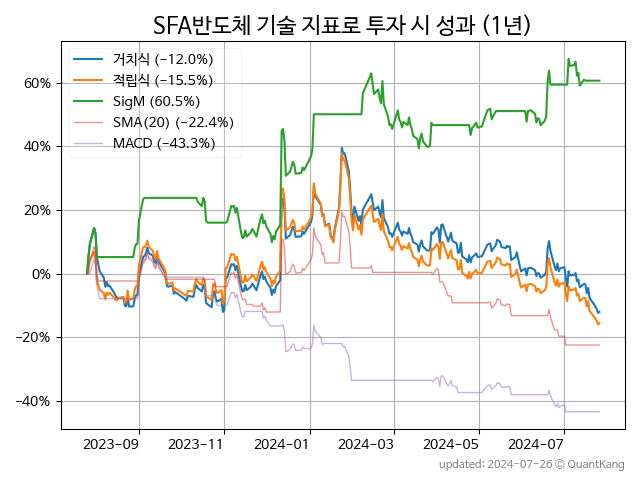 SFA반도체 기술 지표로 투자 시 성과 (1년)
거치식 (−12.0%)
적립식 (−15.5%)
SigM (60.5%)
SMA(20) (−22.4%)
MACD (−43.3%)
60%
40%
20%
0%
−20%
−40%
2023−09 2023−11 2024−01 2024−03 2024−05 2024−07
updated: 2024−07−26 © QuantKang